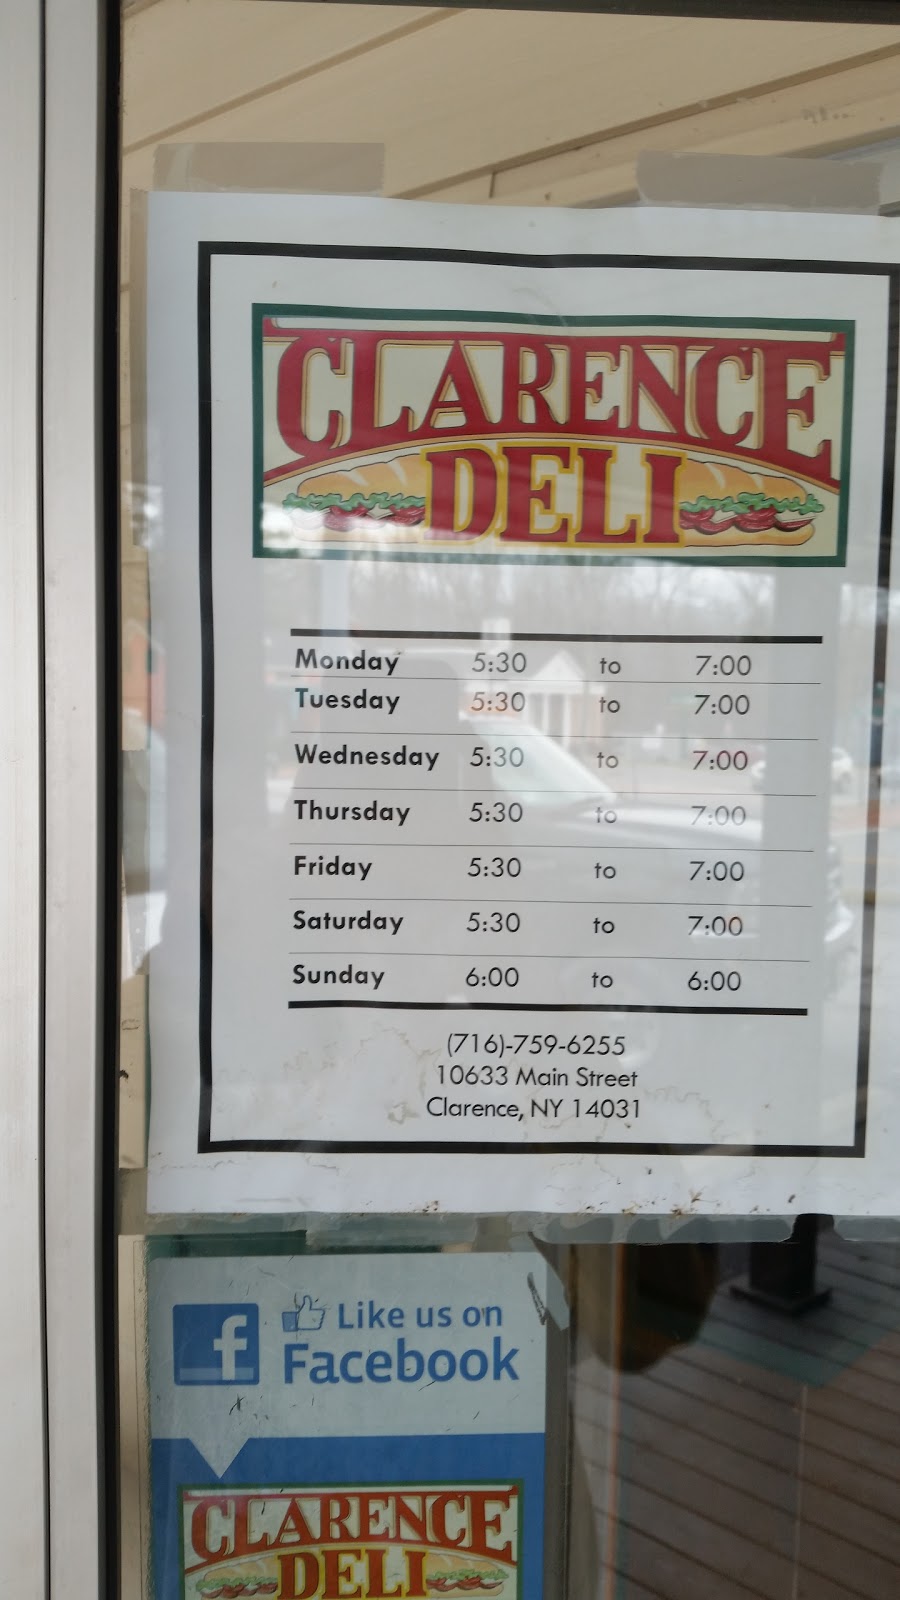 CLARENCE
DELI
Monday 5:30 to 7:00
Tuesday 5:30 to 7:00
Wednesday 5:30 to 7:00
Thursday 5:30 to 7:00
Friday 5:30 to 7:00
Saturday 5:30 to 7:00
Sunday 6:00 to 6:00
(716)-759-6255
10633 Main Street
Clarence, NY 14031
f
Like us on
Facebook
CLARENCE
DELI